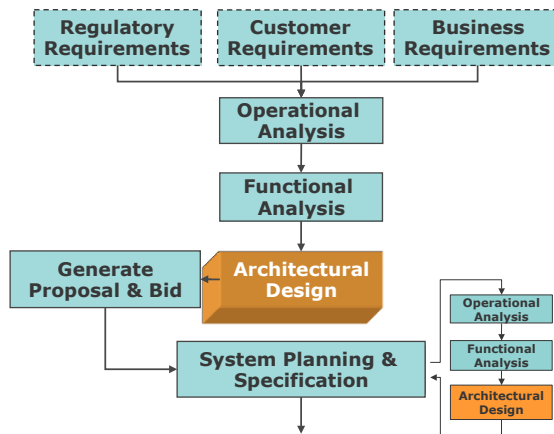 Regulatory
Requirements
Customer
Requirements
Business
Requirements
Operational
Analysis
Functional
Analysis
Generate
Proposal & Bid
Architectural
Design
System Planning &
Specification
Operational
Analysis
Functional
Analysis
Architectural
Design